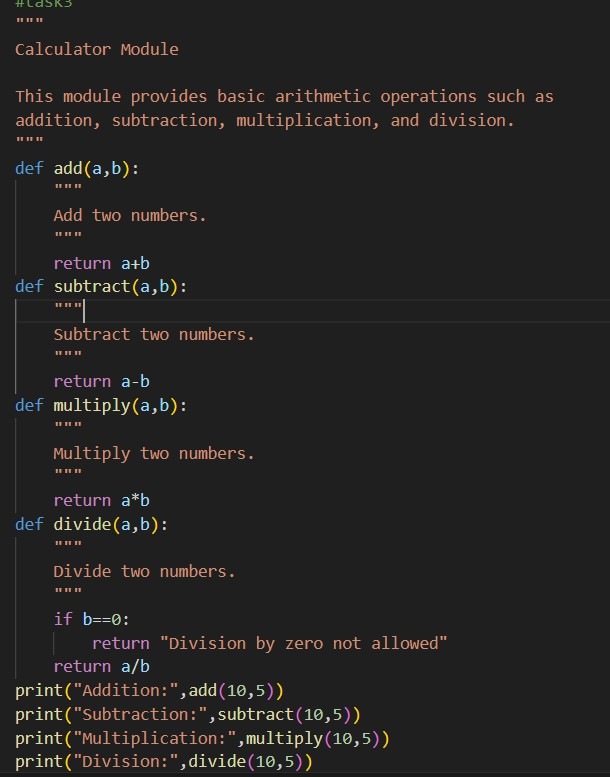 #task3
"""
Calculator Module

This module provides basic arithmetic operations such as
addition, subtraction, multiplication, and division.
"""
def add(a,b):
    """
    Add two numbers.
    """
    return a+b
def subtract(a,b):
    """
    Subtract two numbers.
    """
    return a-b
def multiply(a,b):
    """
    Multiply two numbers.
    """
    return a*b
def divide(a,b):
    """
    Divide two numbers.
    """
    if b==0:
        return "Division by zero not allowed"
    return a/b
print("Addition:",add(10,5))
print("Subtraction:",subtract(10,5))
print("Multiplication:",multiply(10,5))
print("Division:",divide(10,5))